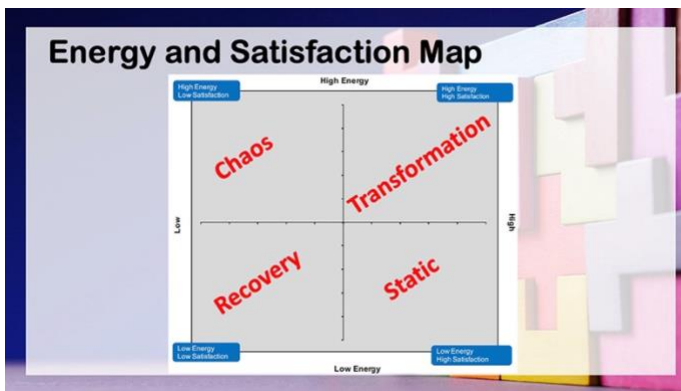 Energy and Satisfaction Map
High Energy
High Energy
Low Satisfaction
High Energy
High Satisfaction
Chaos
Transformation
Low
High
Recovery
Static
Low Energy
Low Satisfaction
Low Energy
High Satisfaction
Low Energy